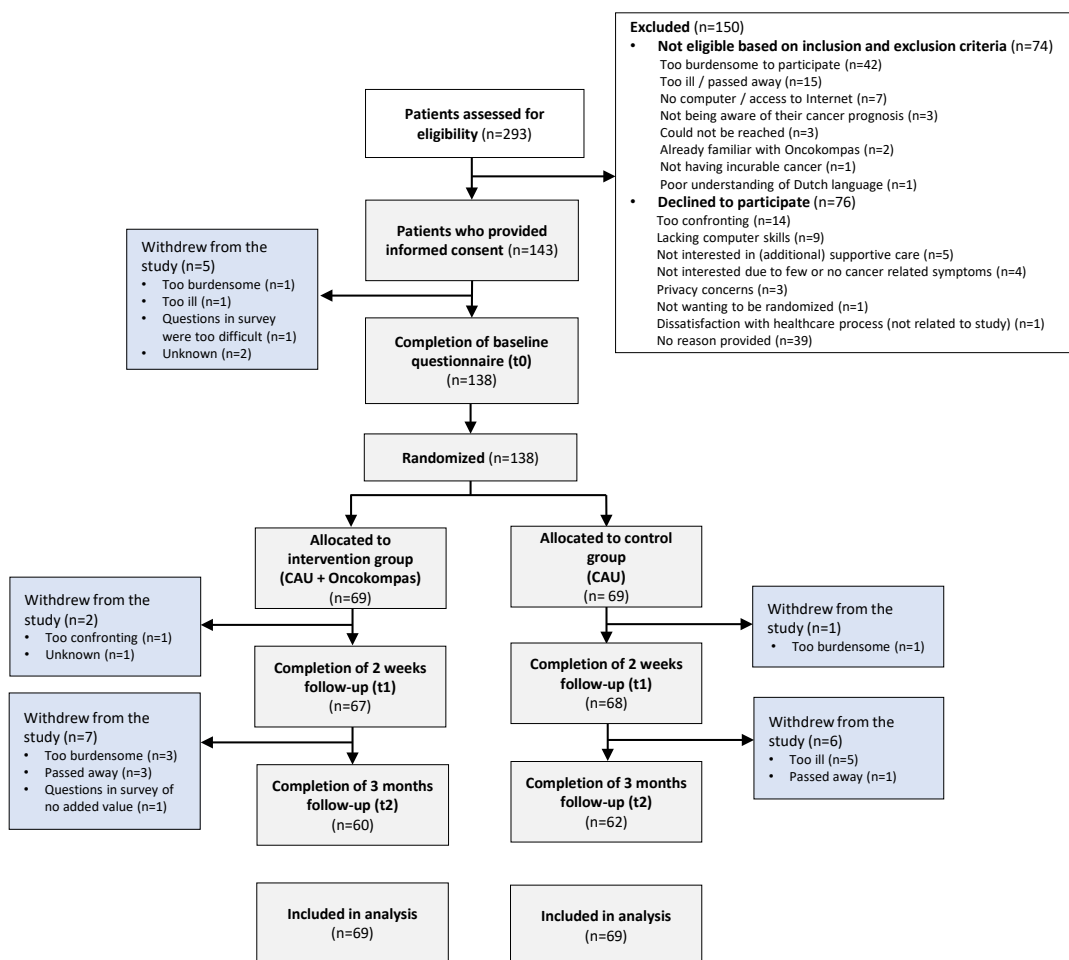 Excluded (n=150)
• Not eligible based on inclusion and exclusion criteria (n=74)
Too burdensome to participate (n=42)
Too ill / passed away (n=15)
No computer / access to Internet (n=7)
Not being aware of their cancer prognosis (n=3)
Could not be reached (n=3)
Already familiar with Oncokompas (n=2)
Not having incurable cancer (n=1)
Poor understanding of Dutch language (n=1)
• Declined to participate (n=76)
Too confronting (n=14)
Lacking computer skills (n=9)
Not interested in (additional) supportive care (n=5)
Not interested due to few or no cancer related symptoms (n=4)
Privacy concerns (n=3)
Not wanting to be randomized (n=1)
Dissatisfaction with healthcare process (not related to study) (n=1)
No reason provided (n=39)
Patients assessed for
eligibility (n=293)
Patients who provided
informed consent (n=143)
Withdrew from the
study (n=5)
• Too burdensome (n=1)
• Too ill (n=1)
• Questions in survey
were too difficult (n=1)
• Unknown (n=2)
Completion of baseline
questionnaire (t0)
(n=138)
Randomized (n=138)
Allocated to
intervention group
(CAU + Oncokompas)
(n=69)
Allocated to control
group
(CAU)
(n= 69)
Withdrew from the
study (n=2)
• Too confronting (n=1)
• Unknown (n=1)
Withdrew from the
study (n=1)
• Too burdensome (n=1)
Completion of 2 weeks
follow-up (t1)
(n=67)
Completion of 2 weeks
follow-up (t1)
(n=68)
Withdrew from the
study (n=7)
• Too burdensome (n=3)
• Passed away (n=3)
• Questions in survey of
no added value (n=1)
Withdrew from the
study (n=6)
• Too ill (n=5)
• Passed away (n=1)
Completion of 3 months
follow-up (t2)
(n=60)
Completion of 3 months
follow-up (t2)
(n=62)
Included in analysis
(n=69)
Included in analysis
(n=69)